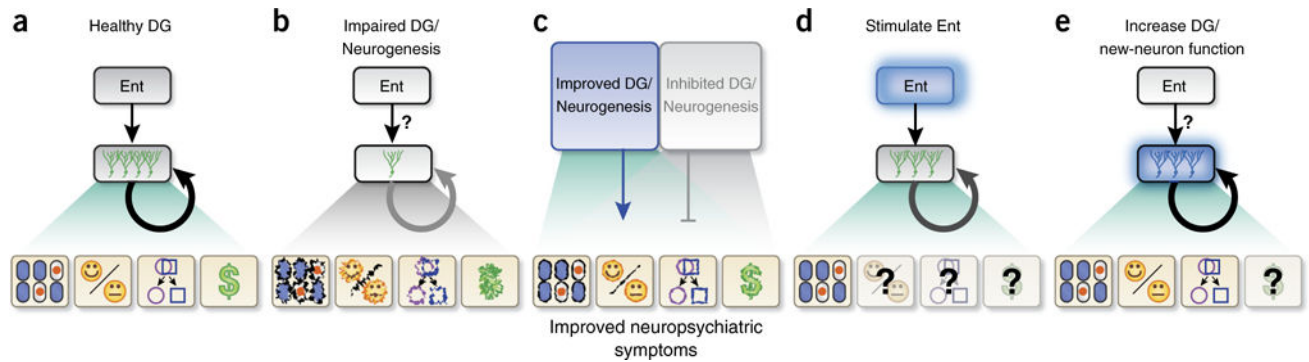 a
Healthy DG
Ent
$
b
Impaired DG/
Neurogenesis
Ent
?
c
Improved DG/
Neurogenesis
Inhibited DG/
Neurogenesis
$
Improved neuropsychiatric
symptoms
d
Stimulate Ent
Ent
? ? ?
$
e
Increase DG/
new-neuron function
Ent
?
?
$